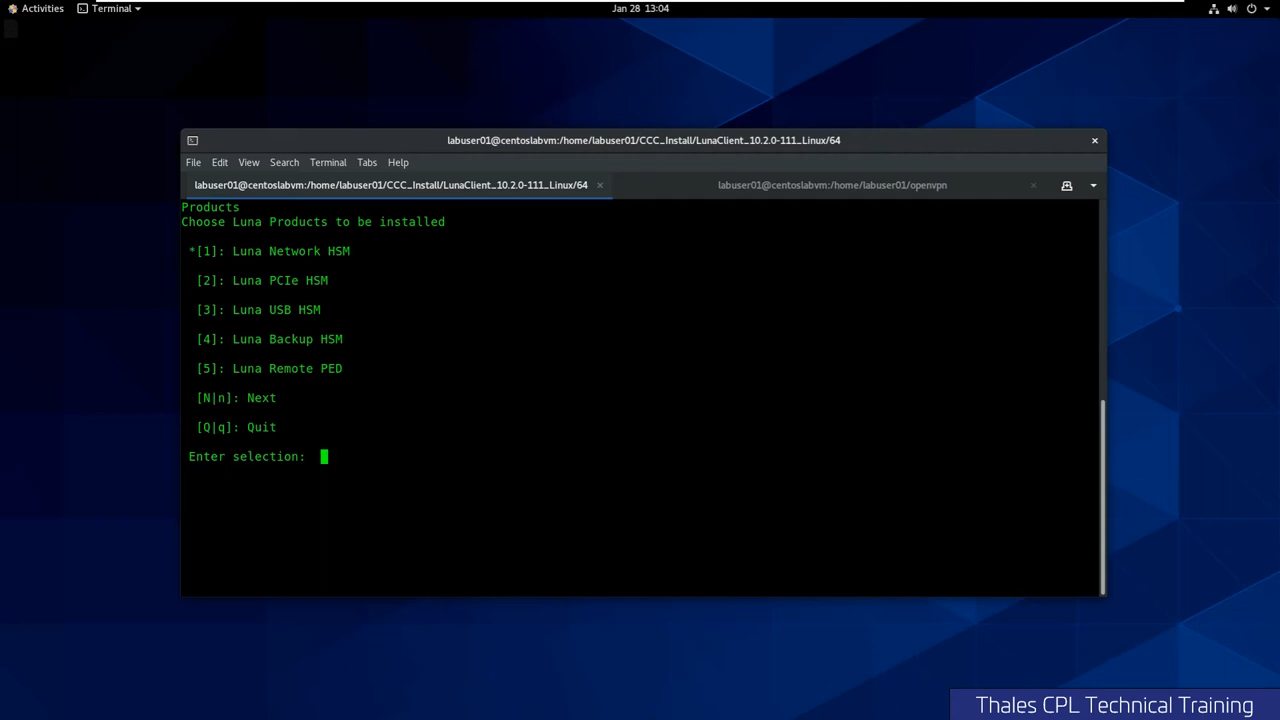 Activities Terminal Jan 28 13:04
labuser01@centoslabvm:/home/labuser01/CCC_Install/LunaClient_10.2.0-111_Linux/64
File Edit View Search Terminal Tabs Help
labuser01@centoslabvm:/home/labuser01/CCC_Install/LunaClient_10.2.0-111_Linux/64 labuser01@centoslabvm:/home/labuser01/openvpn
Products
Choose Luna Products to be installed
*[1]: Luna Network HSM
[2]: Luna PCIe HSM
[3]: Luna USB HSM
[4]: Luna Backup HSM
[5]: Luna Remote PED
[N|n]: Next
[Q|q]: Quit
Enter selection:
Thales CPL Technical Training